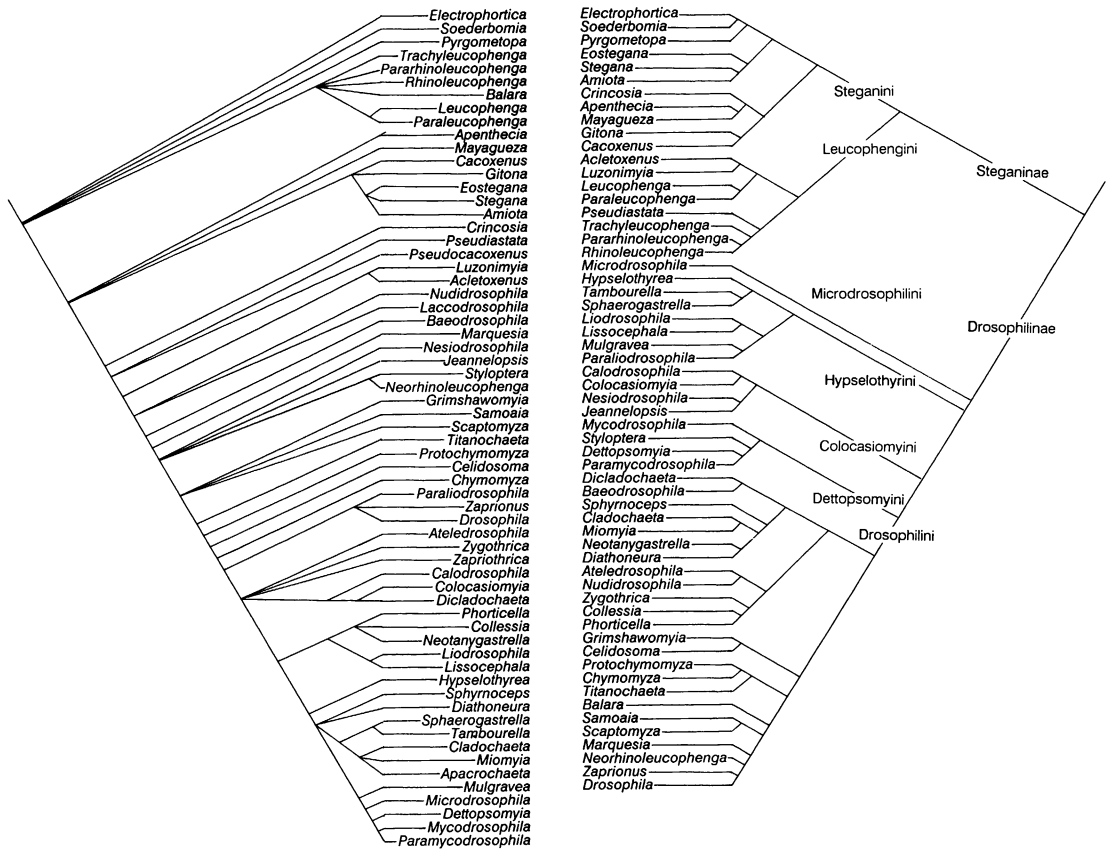 Electrophortica
Soederbomia
Pyrgometopa
Trachyleucophenga
Pararhinoleucophenga
Rhinoleucophenga
Balara
Leucophenga
Paraleucophenga
Apenthecia
Mayagueza
Cacoxenus
Gitona
Eostegana
Stegana
Amiota
Crincosia
Pseudiastata
Pseudocacoxenus
Luzonimyia
Acletoxenus
Nudidrosophila
Laccodrosophila
Baeodrosophila
Marquesia
Nesiodrosophila
Jeannelopsis
Styloptera
Neorhinoleucophenga
Grimshawomyia
Samoaia
Scaptomyza
Titanochaeta
Protochymomyza
Celidosoma
Chymomyza
Paraliodrosophila
Zaprionus
Drosophila
Ateledrosophila
Zygothrica
Zapriothrica
Calodrosophila
Colocasiomyia
Dicladochaeta
Phorticella
Collessia
Neotanygastrella
Liodrosophila
Lissocephala
Hypselothyrea
Sphyrnoceps
Diathoneura
Sphaerogastrella
Tambourella
Cladochaeta
Miomyia
Apacrochaeta
Mulgravea
Microdrosophila
Dettopsomyia
Mycodrosophila
Paramycodrosophila
Electrophortica
Soederbomia
Pyrgometopa
Eostegana
Stegana
Amiota
Crincosia
Apenthecia
Mayagueza
Gitona
Cacoxenus
Acletoxenus
Luzonimyia
Leucophenga
Paraleucophenga
Pseudiastata
Trachyleucophenga
Pararhinoleucophenga
Rhinoleucophenga
Microdrosophila
Hypselothyrea
Tambourella
Sphaerogastrella
Liodrosophila
Lissocephala
Mulgravea
Paraliodrosophila
Calodrosophila
Colocasiomyia
Nesiodrosophila
Jeannelopsis
Mycodrosophila
Styloptera
Dettopsomyia
Paramycodrosophila
Dicladochaeta
Baeodrosophila
Sphyrnoceps
Cladochaeta
Miomyia
Neotanygastrella
Diathoneura
Ateledrosophila
Nudidrosophila
Zygothrica
Collessia
Phorticella
Grimshawomyia
Celidosoma
Protochymomyza
Chymomyza
Titanochaeta
Balara
Samoaia
Scaptomyza
Marquesia
Neorhinoleucophenga
Zaprionus
Drosophila
Steganini
Leucophengini
Steganinae
Microdrosophilini
Drosophilinae
Hypselothyrini
Colocasiomyini
Dettopsomyini
Drosophilini